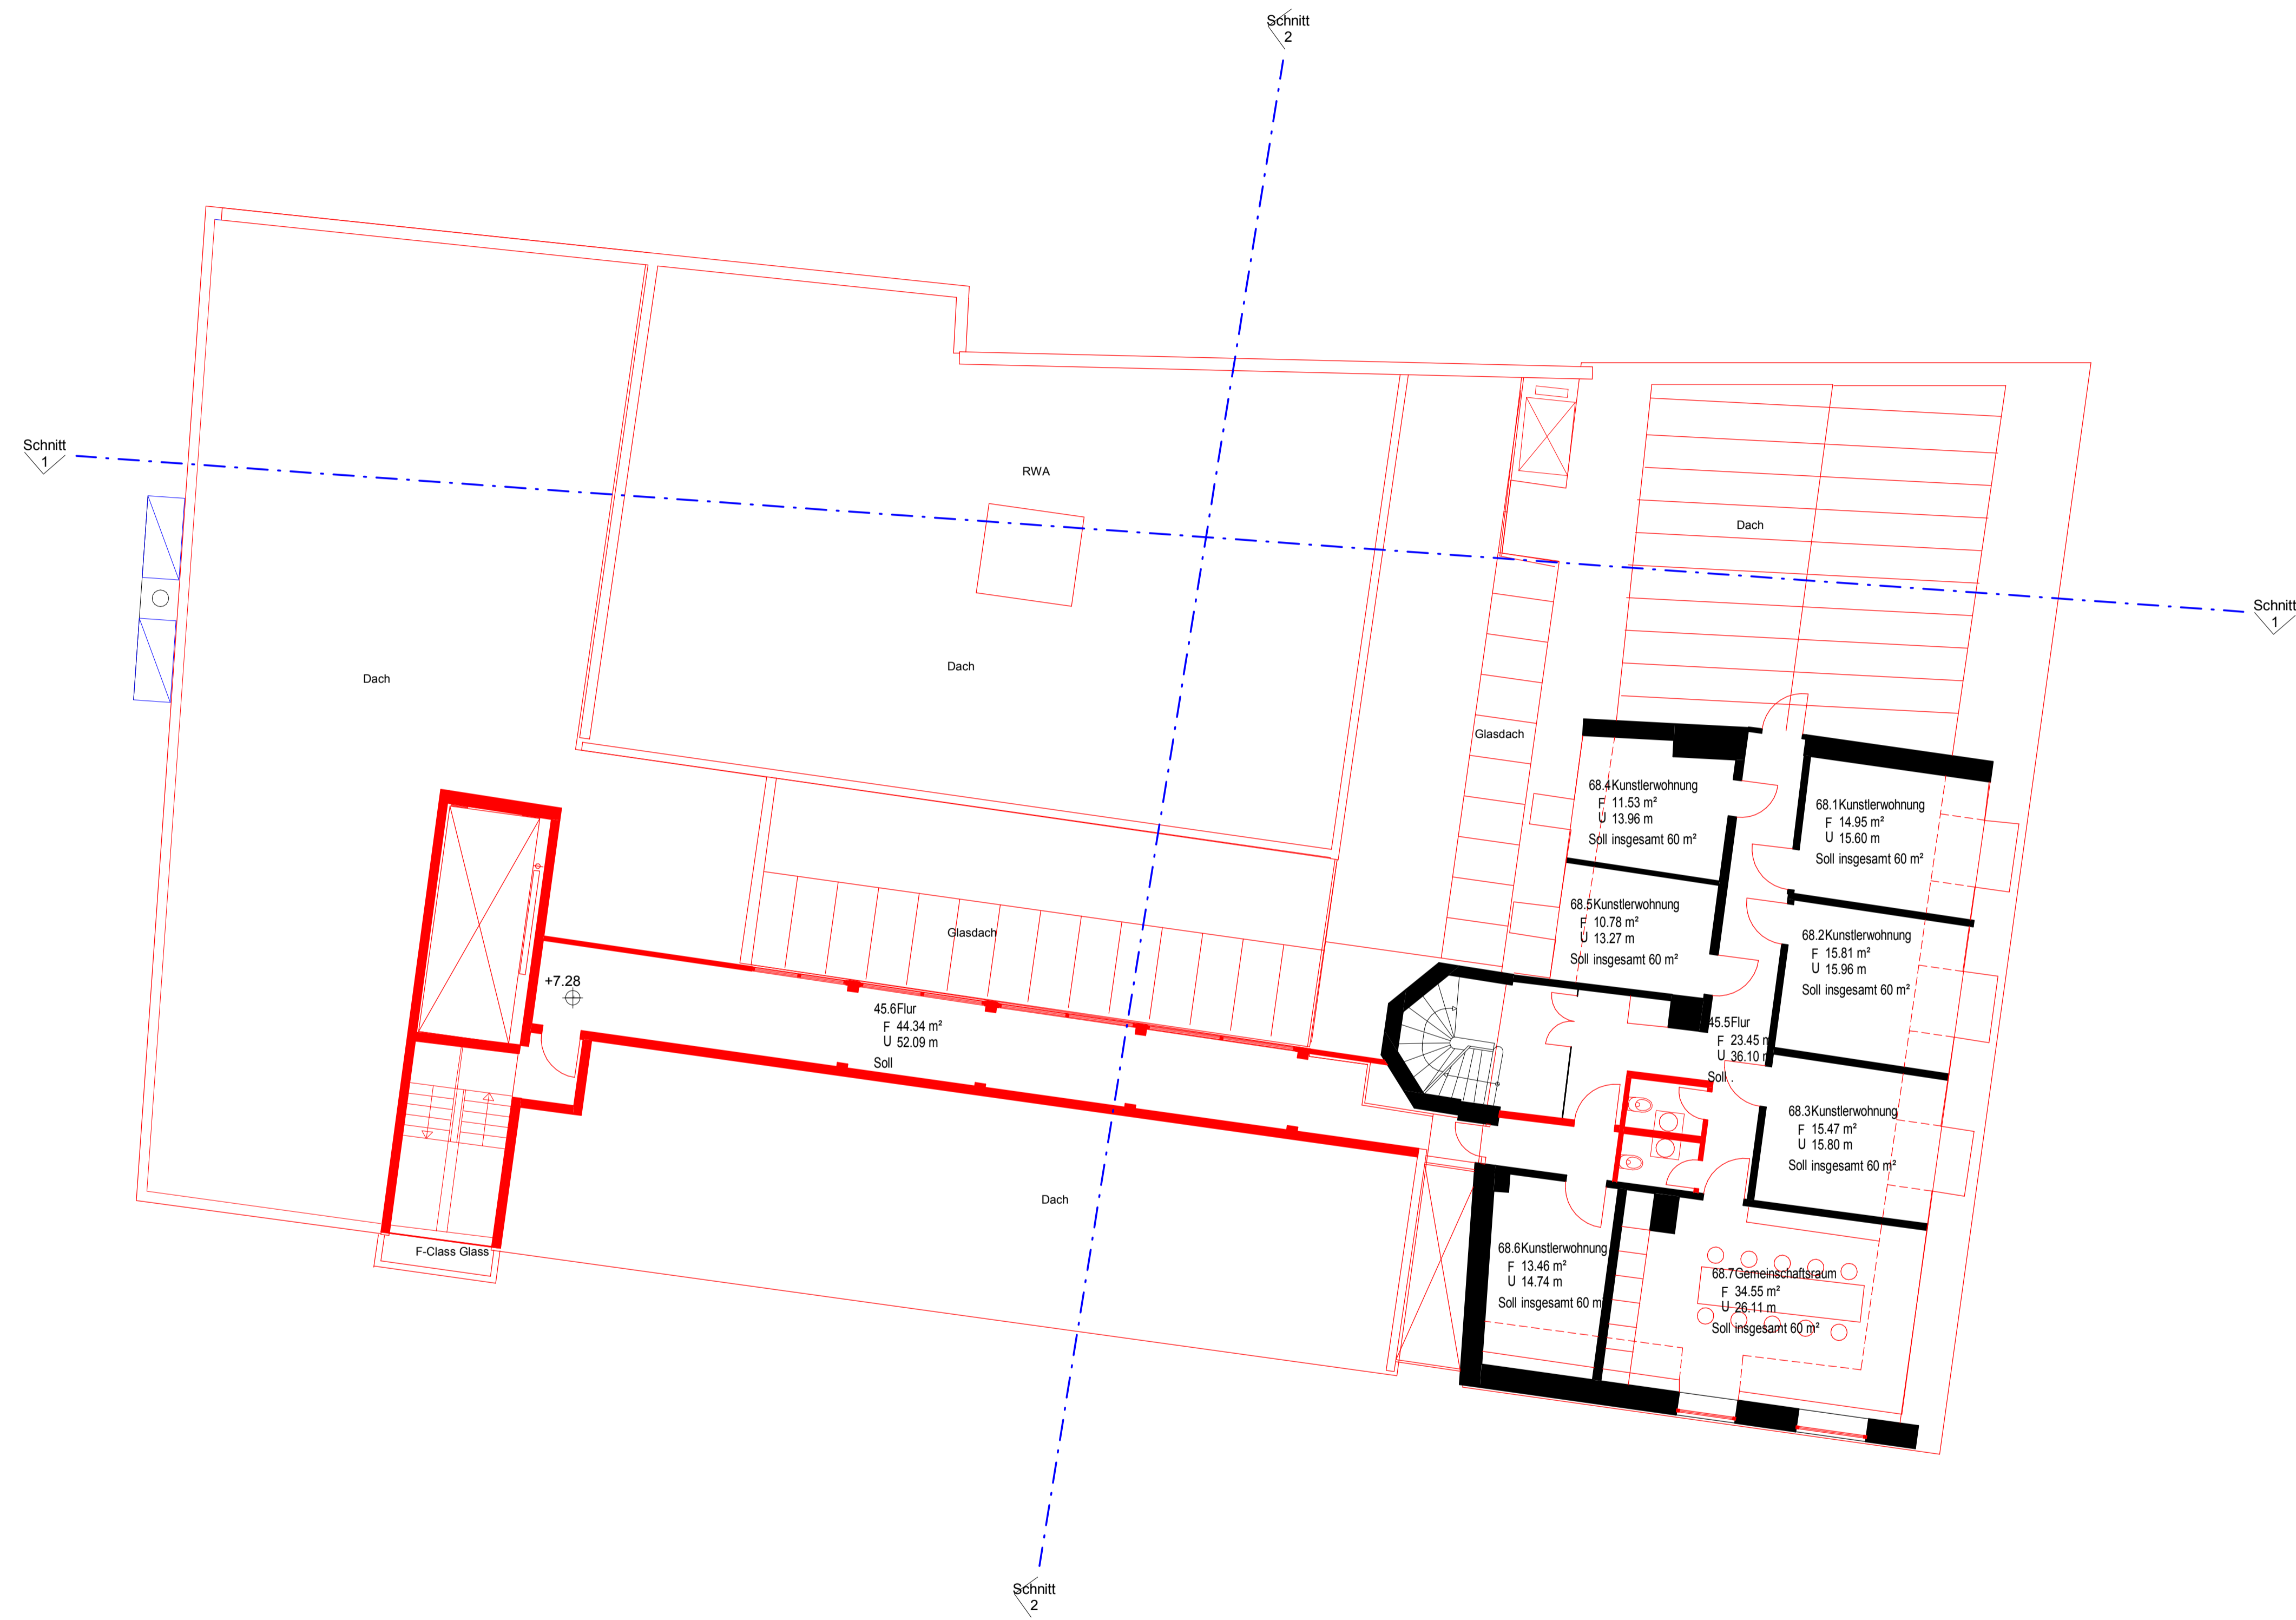 Schnitt
2
Schnitt
1
RWA
Dach
Schnitt
1
Dach
Dach
Glasdach
68.4Kunstlerwohnung
F 11.53 m²
U 13.96 m
Soll insgesamt 60 m²
68.1Kunstlerwohnung
F 14.95 m²
U 15.60 m
Soll insgesamt 60 m²
68.5Kunstlerwohnung
F 10.78 m²
U 13.27 m
Soll insgesamt 60 m²
68.2Kunstlerwohnung
F 15.81 m²
U 15.96 m
Soll insgesamt 60 m²
Glasdach
+7.28
45.6Flur
F 44.34 m²
U 52.09 m
Soll
45.5Flur
F 23.45 m
U 36.10 m
Soll .
68.3Kunstlerwohnung
F 15.47 m²
U 15.80 m
Soll insgesamt 60 m²
Dach
F-Class Glass
68.6Kunstlerwohnung
F 13.46 m²
U 14.74 m
Soll insgesamt 60 m
68.7Gemeinschaftsraum
F 34.55 m²
U 26.11 m
Soll insgesamt 60 m²
Schnitt
2